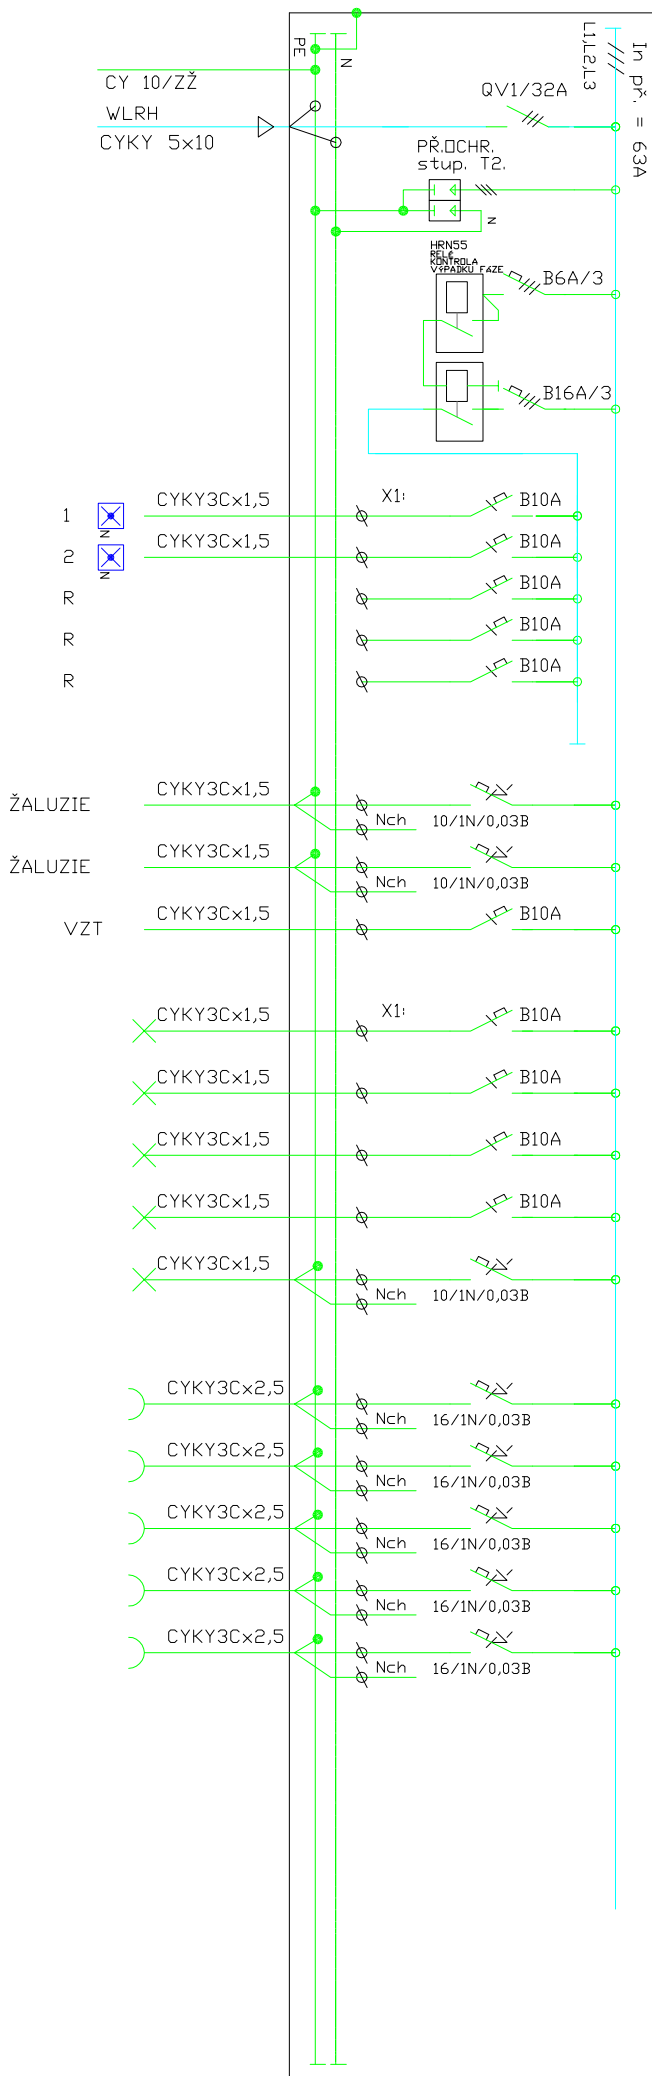 PE
N
L1,L2,L3
In př. = 63A
CY 10/ZŽ
WLRH
CYKY 5x10
QV1/32A
PŘ.OCHR.
stup. T2.
N
HRN55
RELÉ
KONTROLA
VÝPADKU FÁZE
B6A/3
B16A/3
1
N
CYKY3Cx1,5
X1:
B10A
2
N
CYKY3Cx1,5
B10A
R
B10A
R
B10A
R
B10A
ŽALUZIE
CYKY3Cx1,5
Nch
10/1N/0,03B
ŽALUZIE
CYKY3Cx1,5
Nch
10/1N/0,03B
VZT
CYKY3Cx1,5
B10A
CYKY3Cx1,5
X1:
B10A
CYKY3Cx1,5
B10A
CYKY3Cx1,5
B10A
CYKY3Cx1,5
B10A
CYKY3Cx1,5
Nch
10/1N/0,03B
CYKY3Cx2,5
Nch
16/1N/0,03B
CYKY3Cx2,5
Nch
16/1N/0,03B
CYKY3Cx2,5
Nch
16/1N/0,03B
CYKY3Cx2,5
Nch
16/1N/0,03B
CYKY3Cx2,5
Nch
16/1N/0,03B